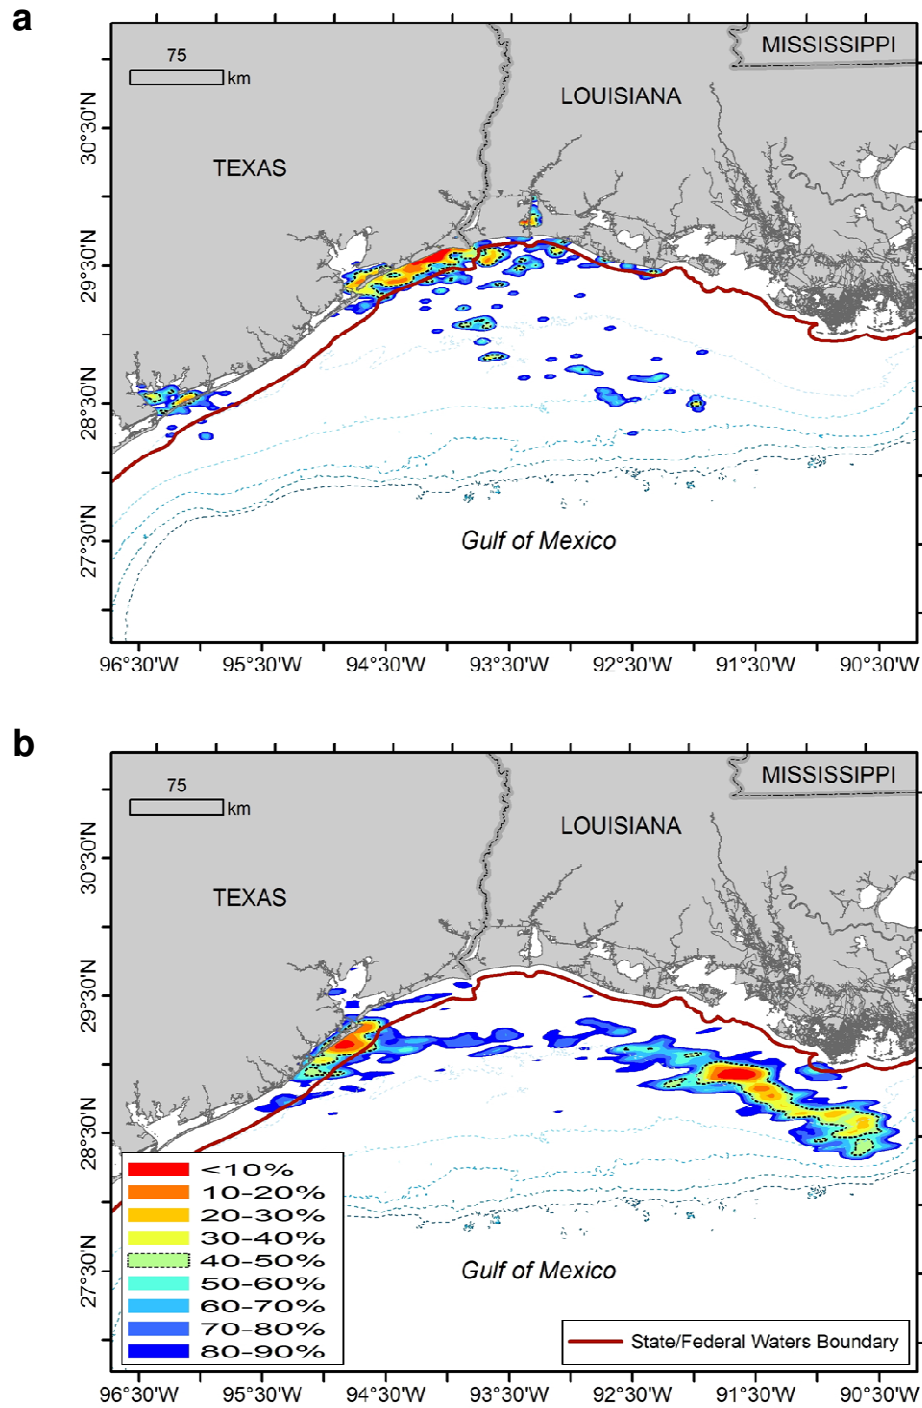 a
75
km
MISSISSIPPI
LOUISIANA
TEXAS
30°30'N
29°30'N
28°30'N
27°30'N
Gulf of Mexico
96°30'W 95°30'W 94°30'W 93°30'W 92°30'W 91°30'W 90°30'W
b
75
km
MISSISSIPPI
LOUISIANA
TEXAS
30°30'N
29°30'N
28°30'N
27°30'N
<10%
10-20%
20-30%
30-40%
40-50%
50-60%
60-70%
70-80%
80-90%
Gulf of Mexico
State/Federal Waters Boundary
96°30'W 95°30'W 94°30'W 93°30'W 92°30'W 91°30'W 90°30'W